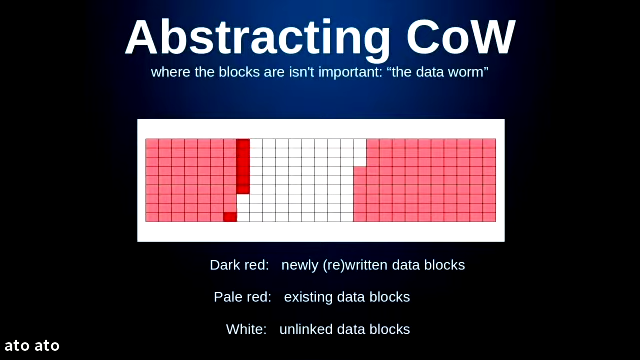 Abstracting CoW
where the blocks are isn't important: “the data worm”
Dark red: newly (re)written data blocks
Pale red: existing data blocks
White: unlinked data blocks
ato ato